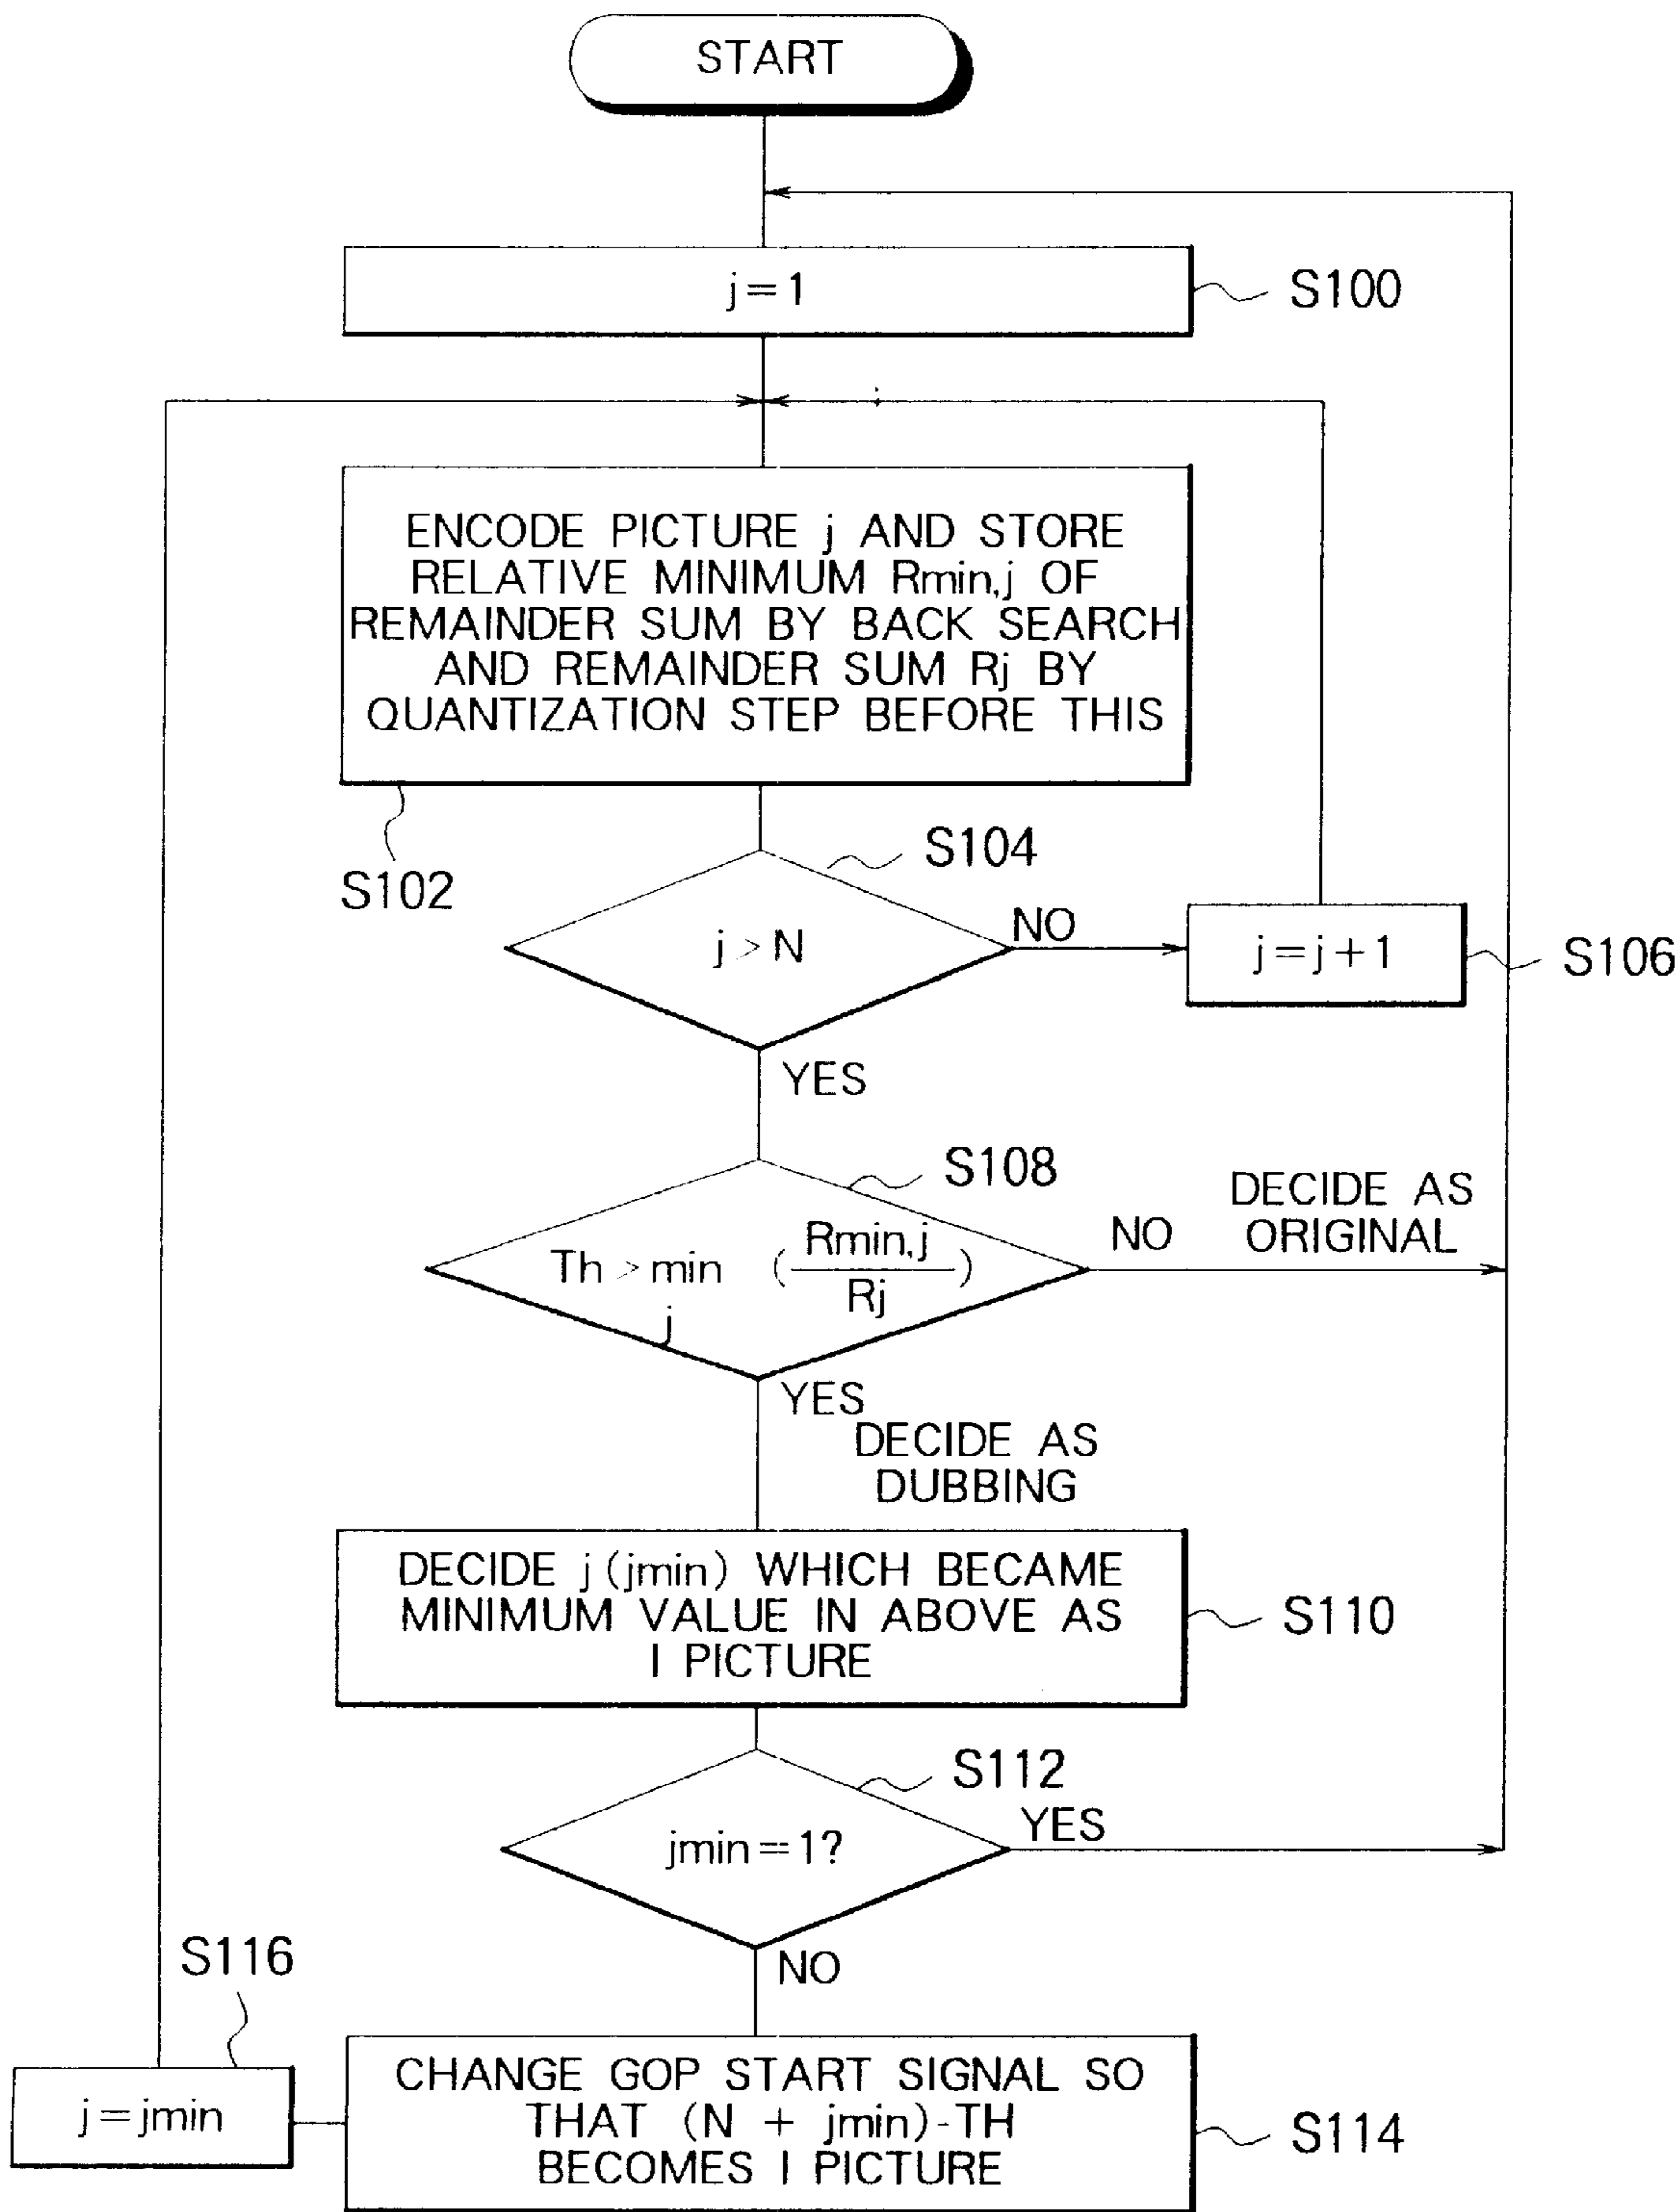 START
j=1
S100
ENCODE PICTURE j AND STORE
RELATIVE MINIMUM Rmin,j OF
REMAINDER SUM BY BACK SEARCH
AND REMAINDER SUM Rj BY
QUANTIZATION STEP BEFORE THIS
S102
S104
j > N
NO
j=j+1
S106
YES
S108
Th > min j (Rmin,j / Rj)
NO
DECIDE AS
ORIGINAL
YES
DECIDE AS
DUBBING
DECIDE j (jmin) WHICH BECAME
MINIMUM VALUE IN ABOVE AS
I PICTURE
S110
S112
jmin=1?
YES
NO
S116
j=jmin
CHANGE GOP START SIGNAL SO
THAT (N + jmin)-TH
BECOMES I PICTURE
S114